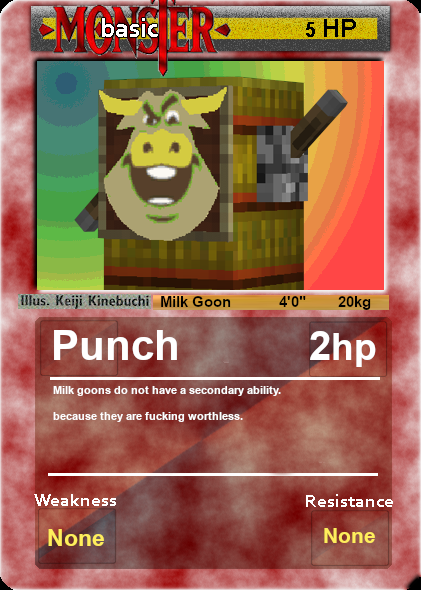 MONSTER
basic
5 HP
Illus. Keiji Kinebuchi Milk Goon 4'0" 20kg
Punch 2hp
Milk goons do not have a secondary ability.
because they are fucking worthless.
Weakness Resistance
None None